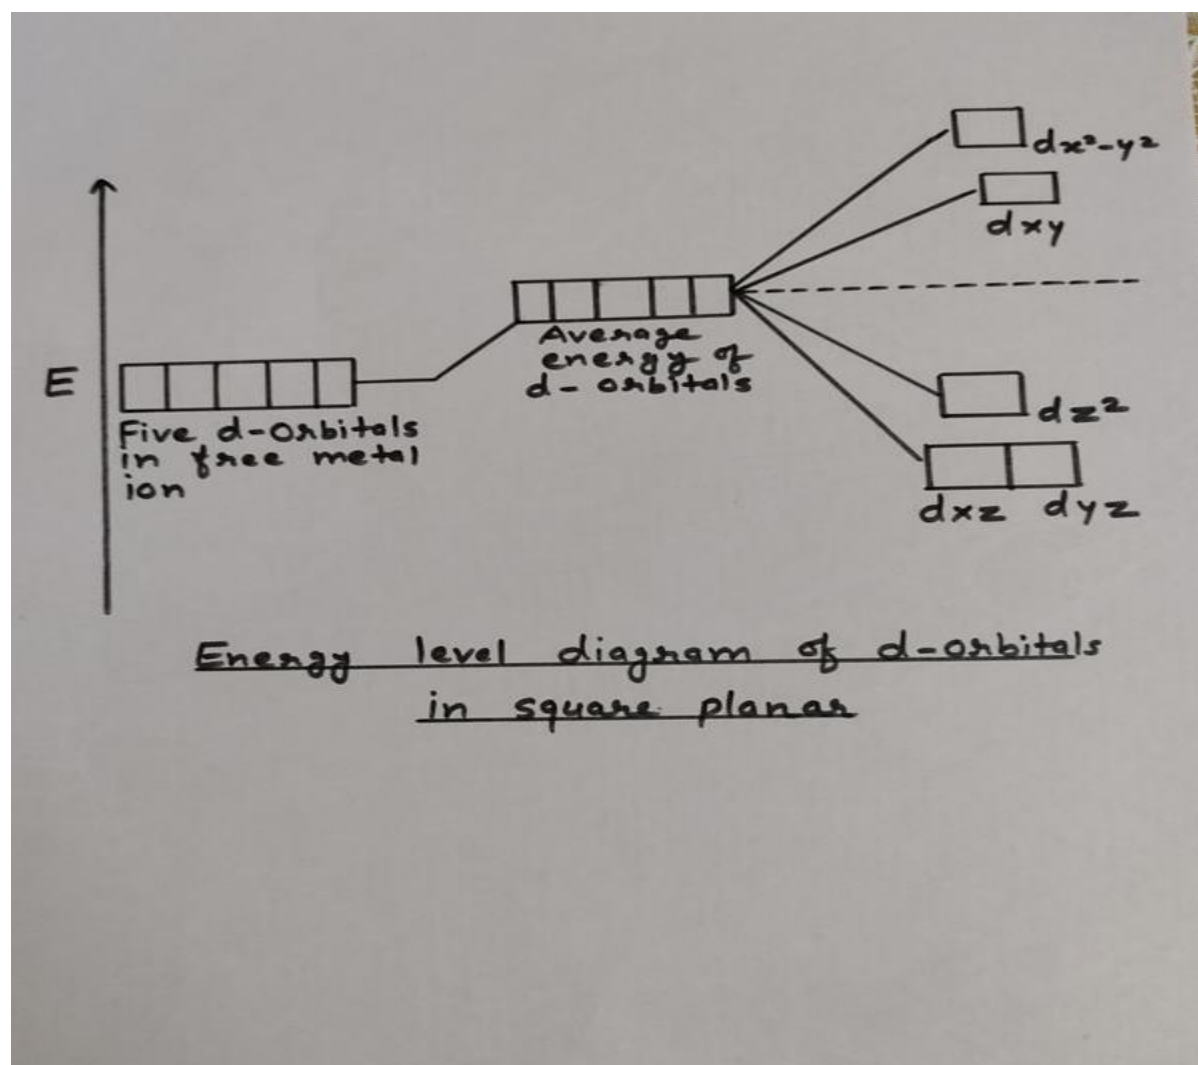 dx²-y²
dxy
E
Average
energy of
d-orbitals
Five d-orbitals
in free metal
ion
dz²
dxz dyz
Energy level diagram of d-orbitals
in square planar